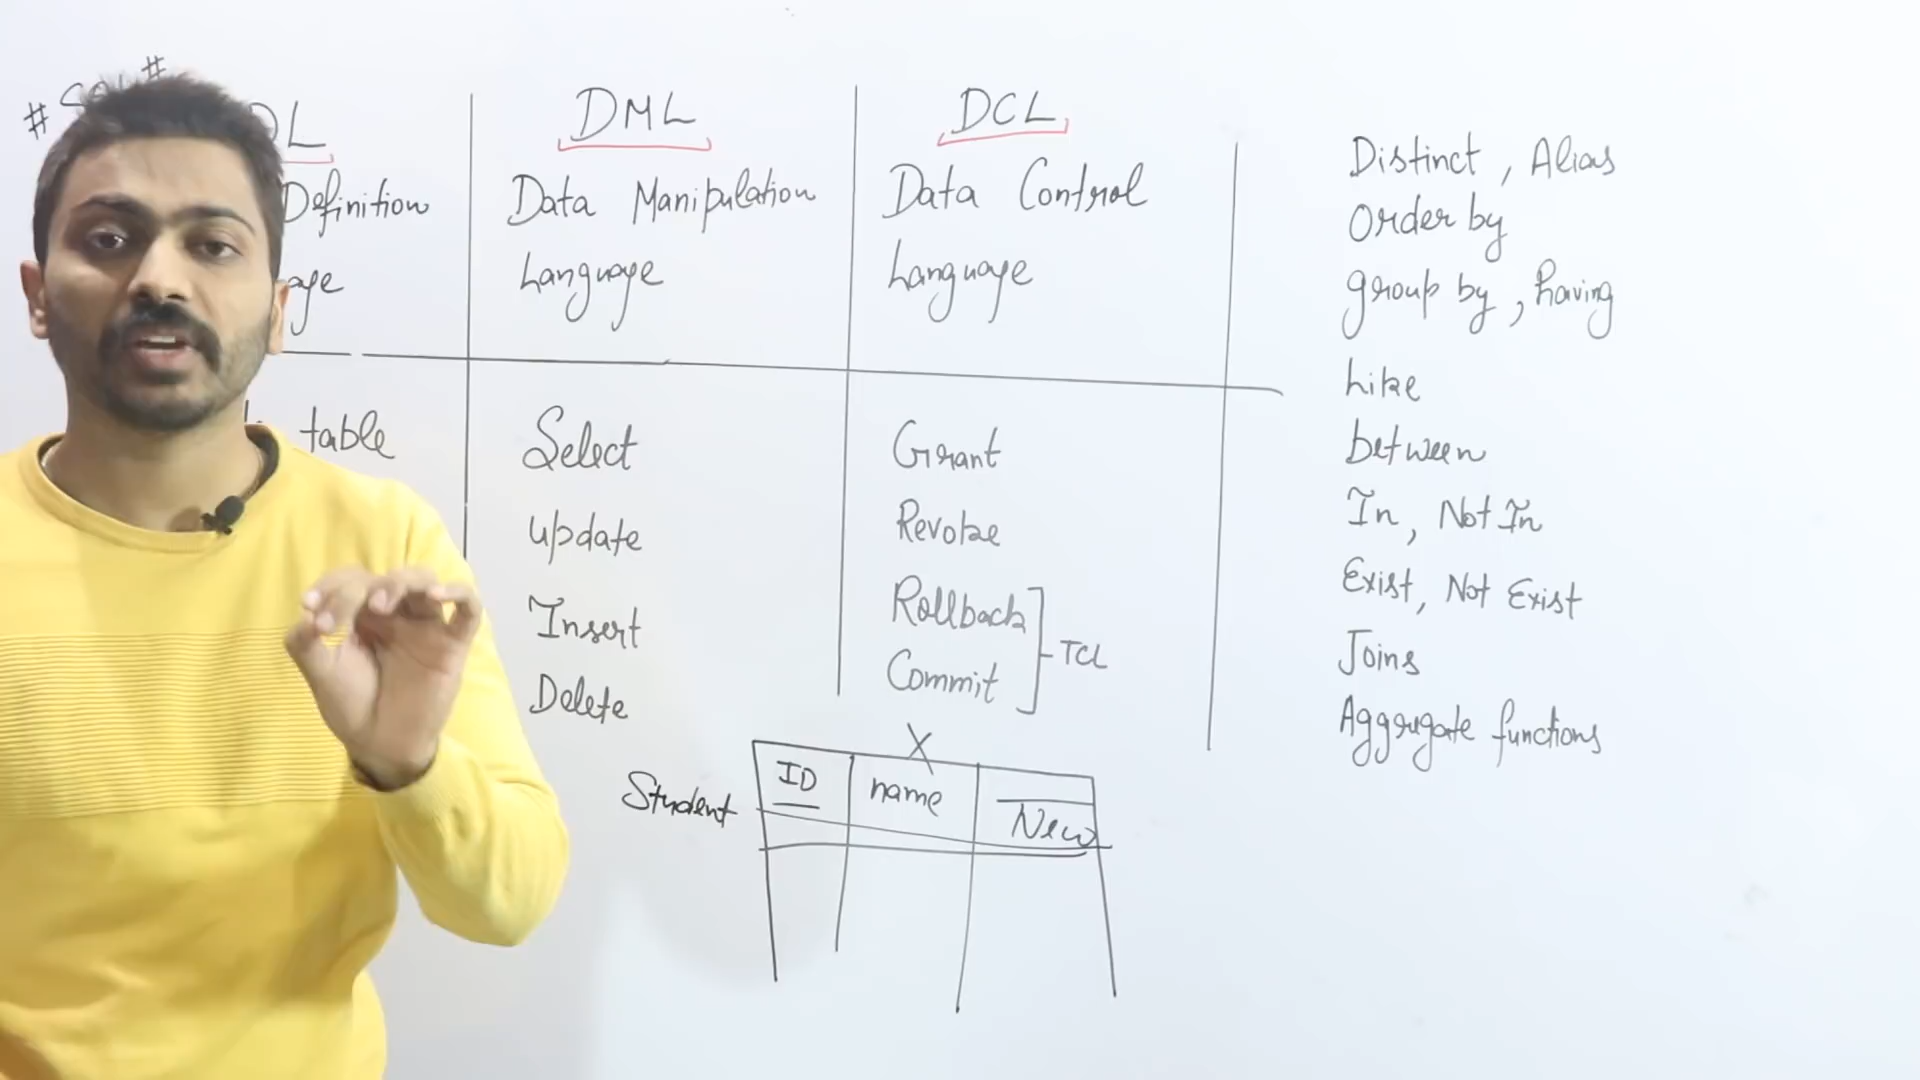 DML
Data Manipulation
Language
Select
update
Insert
Delete
DCL
Data Control
Language
Grant
Revoke
Rollback
Commit
TCL
Definition
table
Distinct, Alias
Order by
group by, having
Like
between
In, Not In
Exist, Not Exist
Joins
Aggregate functions
Student
ID name New
X